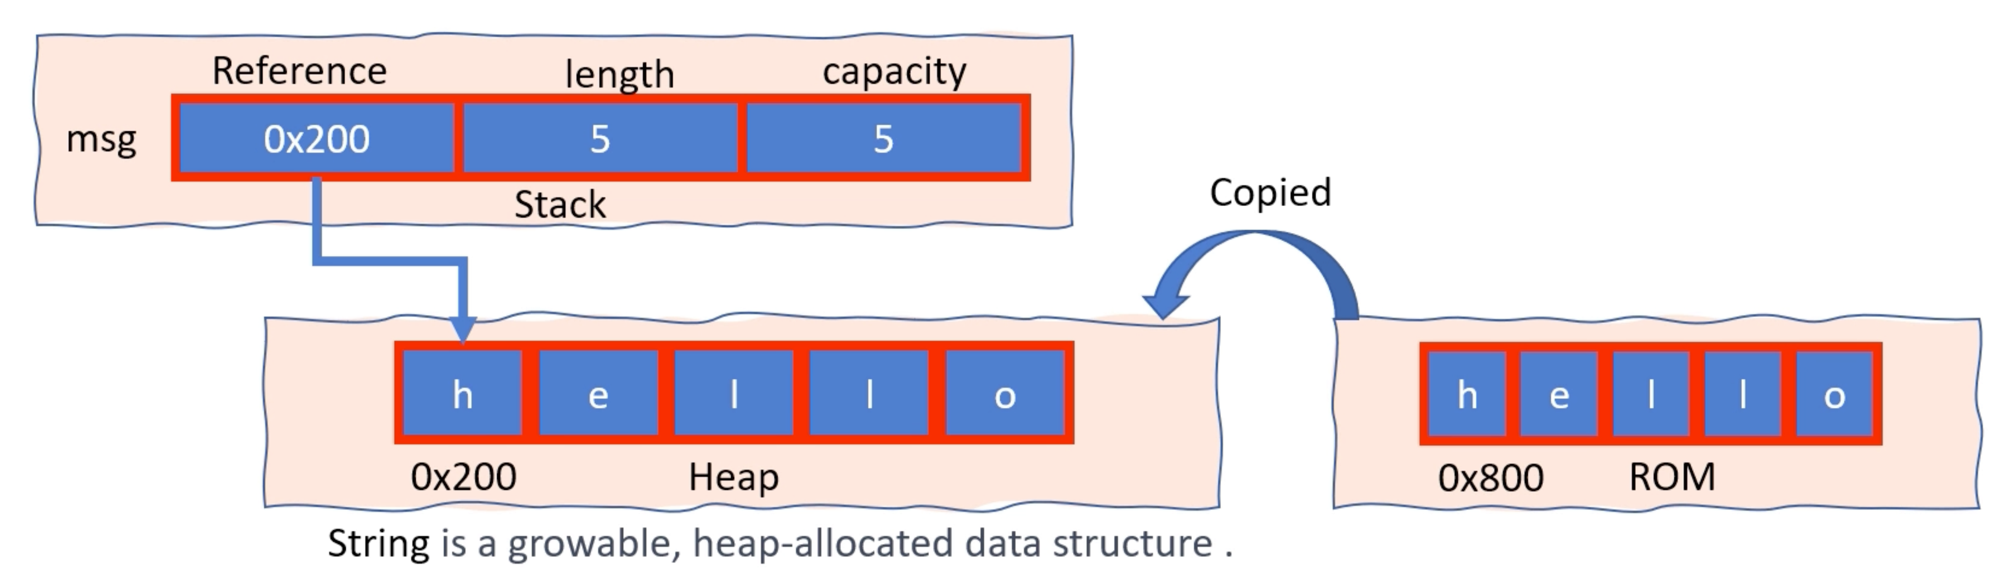 Reference length capacity
msg 0x200 5 5
Stack
Copied
h e l l o
0x200 Heap
h e l l o
0x800 ROM
String is a growable, heap-allocated data structure .